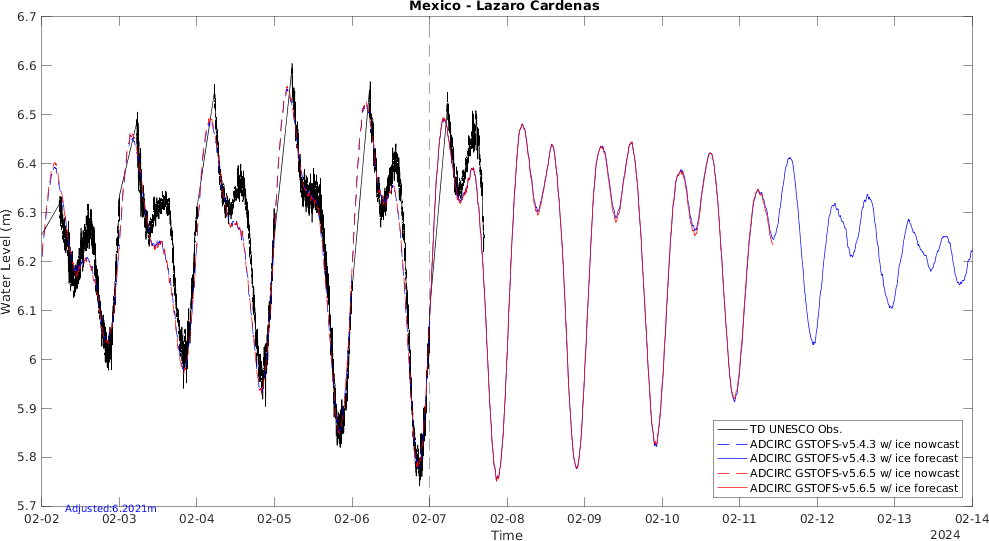 Mexico - Lazaro Cardenas
6.7
6.6
6.5
6.4
6.3
6.2
6.1
6
5.9
5.8
5.7
Water Level (m)
TD UNESCO Obs.
ADCIRC GSTOFS-v5.4.3 w/ ice nowcast
ADCIRC GSTOFS-v5.4.3 w/ ice forecast
ADCIRC GSTOFS-v5.6.5 w/ ice nowcast
ADCIRC GSTOFS-v5.6.5 w/ ice forecast
Adjusted:6.2021m
02-02 02-03 02-04 02-05 02-06 02-07 02-08 02-09 02-10 02-11 02-12 02-13 02-14
Time
2024